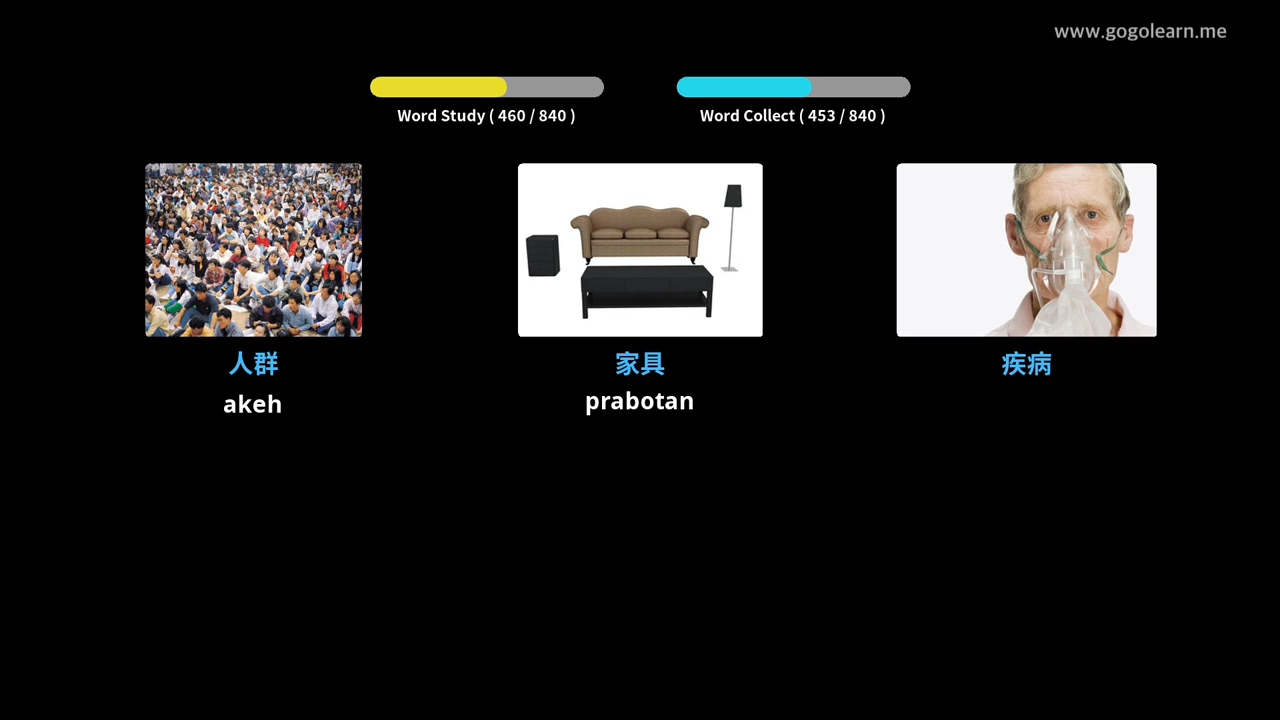 www.gogolearn.me
Word Study ( 460 / 840 )
Word Collect ( 453 / 840 )
人群
家具
疾病
akeh
prabotan